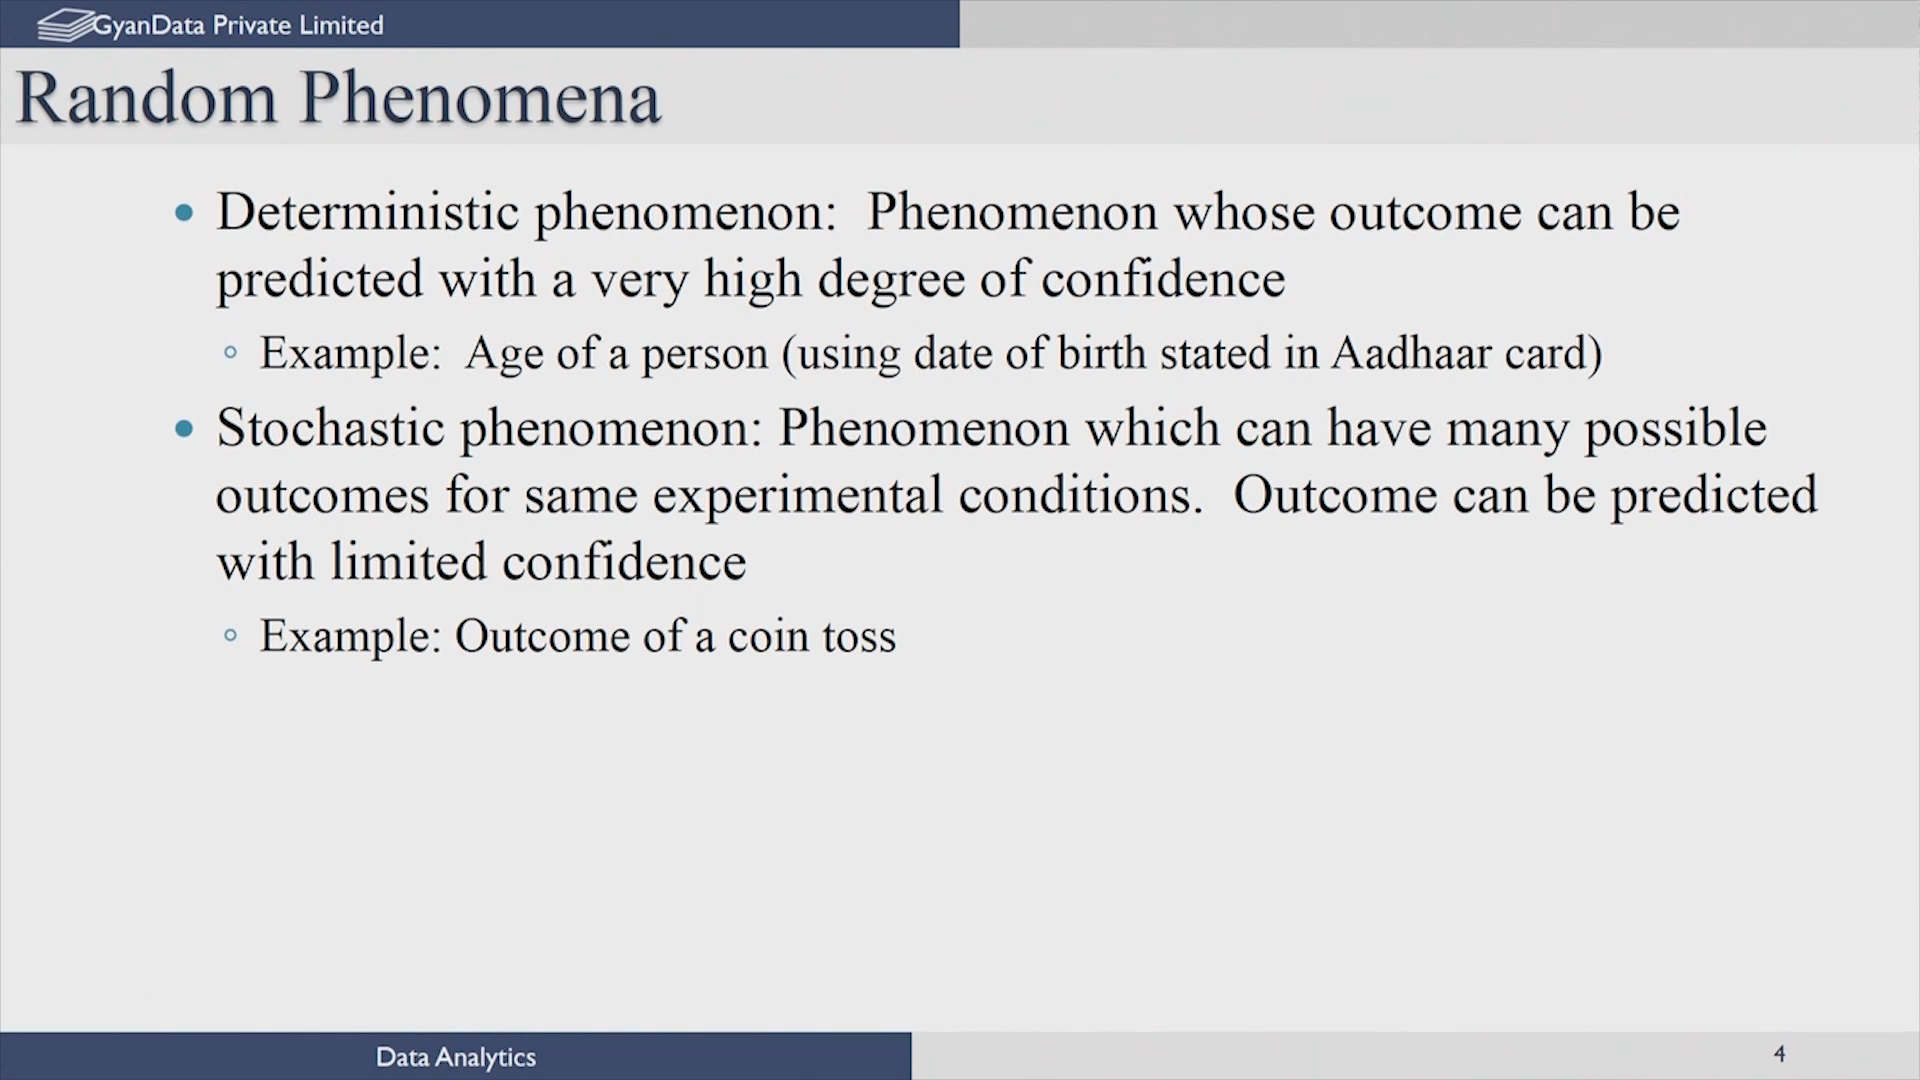 GyanData Private Limited
Random Phenomena
• Deterministic phenomenon:  Phenomenon whose outcome can be
predicted with a very high degree of confidence
◦ Example:  Age of a person (using date of birth stated in Aadhaar card)
• Stochastic phenomenon: Phenomenon which can have many possible
outcomes for same experimental conditions.  Outcome can be predicted
with limited confidence
◦ Example: Outcome of a coin toss
Data Analytics
4